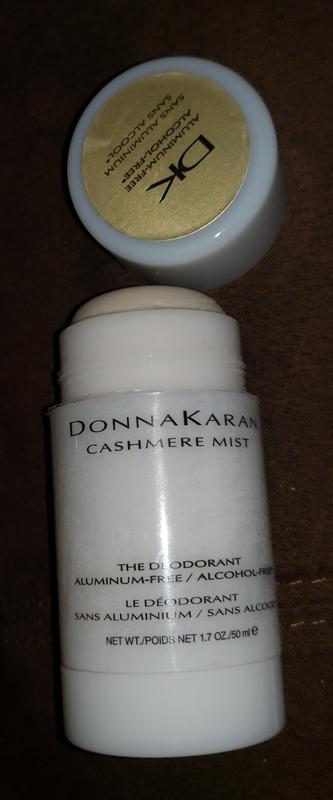 DK
ALUMINUM-FREE
ALCOHOL-FREE*
SANS ALUMINIUM
SANS ALCOOL*
DONNAKARAN
CASHMERE MIST
THE DEODORANT
ALUMINUM-FREE / ALCOHOL-FREE*
LE DÉODORANT
SANS ALUMINIUM / SANS ALCOOL
NET WT./POIDS NET 1.7 OZ./50 ml ℮